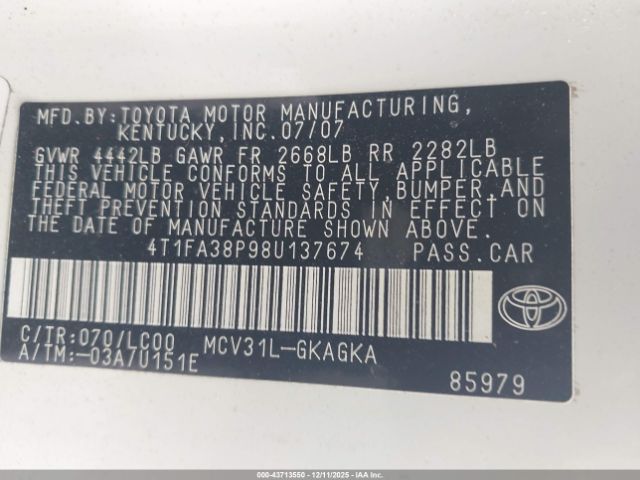 MFD.BY:TOYOTA MOTOR MANUFACTURING,
KENTUCKY,INC.07/07
GVWR 4442LB GAWR FR 2668LB RR 2282LB
THIS VEHICLE CONFORMS TO ALL APPLICABLE
FEDERAL MOTOR VEHICLE SAFETY,BUMPER,AND
THEFT PREVENTION STANDARDS IN EFFECT ON
THE DATE OF MANUFACTURE SHOWN ABOVE.
4T1FA38P98U137674 PASS.CAR
C/TR:070/LC00 MCV31L-GKAGKA
A/TM:-03A7U151E
85979
000-43713550 - 12/11/2025 - IAA Inc.